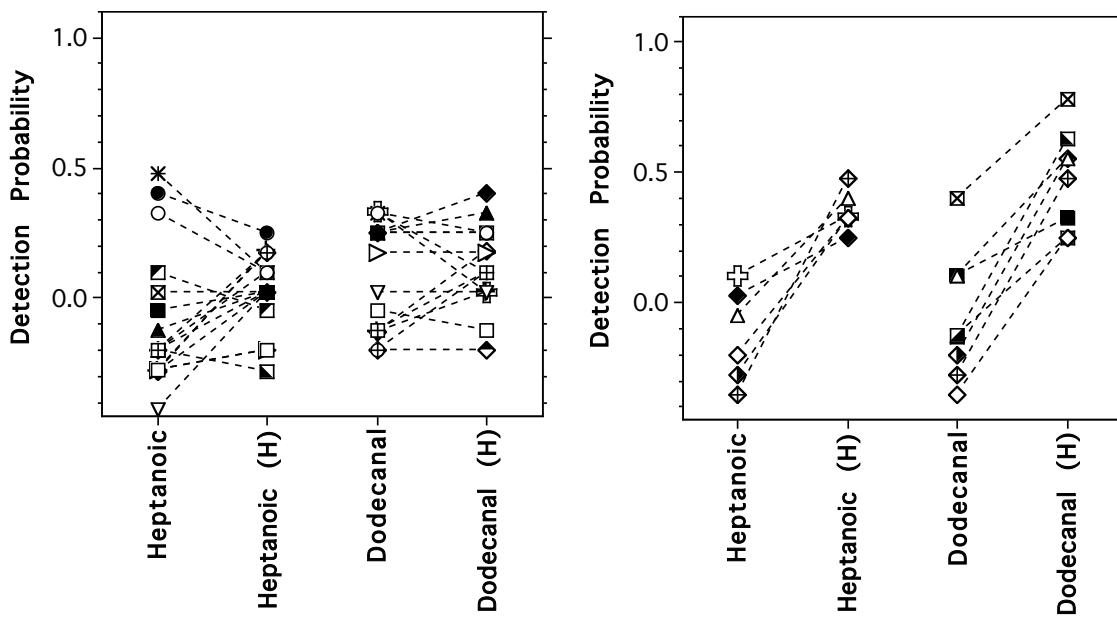 Detection Probability
1.0
0.5
0.0
Heptanoic
Heptanoic (H)
Dodecanal
Dodecanal (H)
Detection Probability
1.0
0.5
0.0
Heptanoic
Heptanoic (H)
Dodecanal
Dodecanal (H)